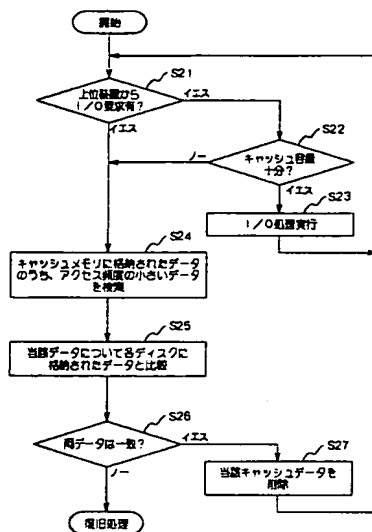 開始
S21
上位装置から
I/O要求有?
イエス
イエス
S22
キャッシュ容量
十分?
ノー
イエス
S23
I/O処理実行
S24
キャッシュメモリに格納されたデータ
のうち、アクセス頻度の小さいデータ
を検索
S25
当該データについて各ディスクに
格納されたデータと比較
S26
両データは一致?
イエス
ノー
S27
当該キャッシュデータを
削除
復旧処理